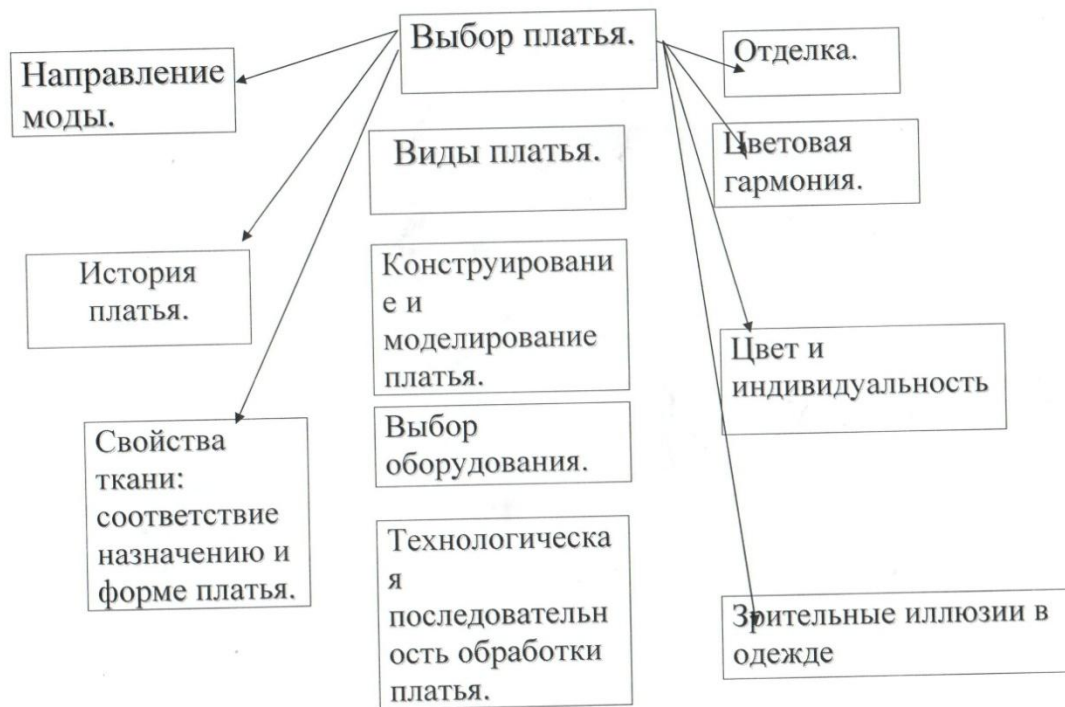 Выбор платья.
Направление
моды.
Отделка.
Виды платья.
Цветовая
гармония.
История
платья.
Конструировани
е и
моделирование
платья.
Цвет и
индивидуальность
Свойства
ткани:
соответствие
назначению и
форме платья.
Выбор
оборудования.
Технологическа
я
последовательн
ость обработки
платья.
Зрительные иллюзии в
одежде